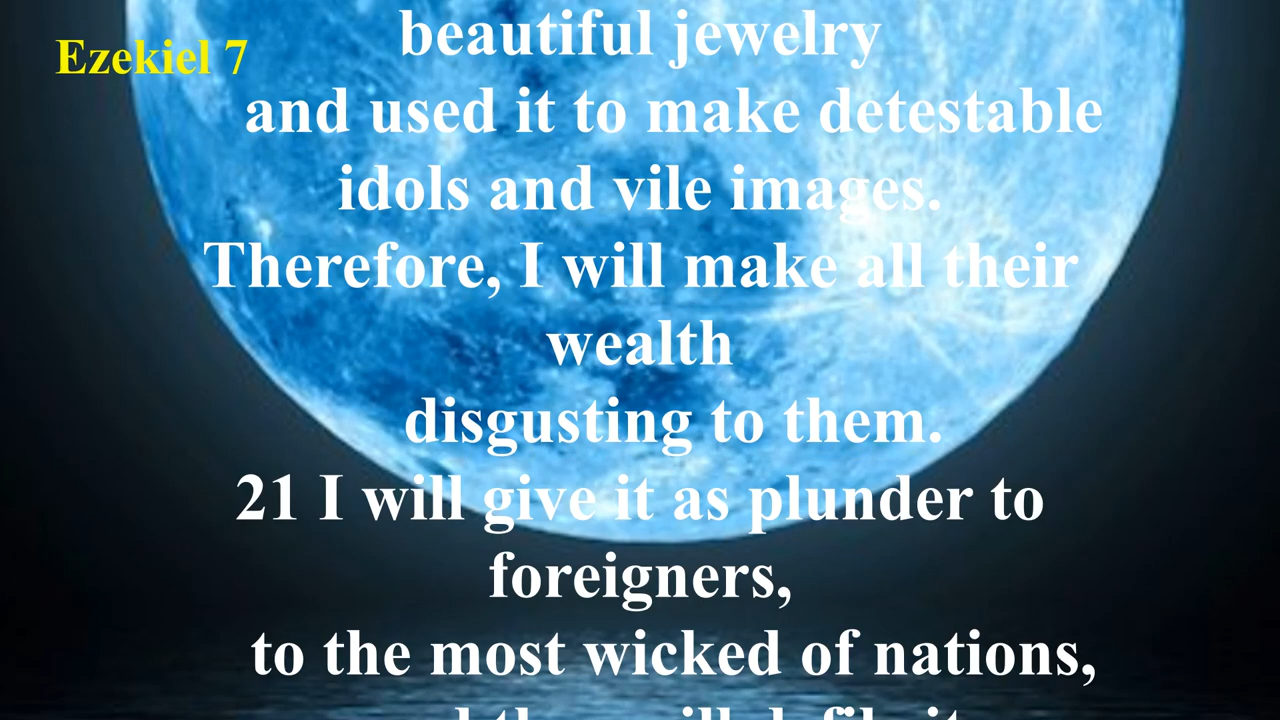 Ezekiel 7
beautiful jewelry
and used it to make detestable
idols and vile images.
Therefore, I will make all their
wealth
disgusting to them.
21 I will give it as plunder to
foreigners,
to the most wicked of nations,